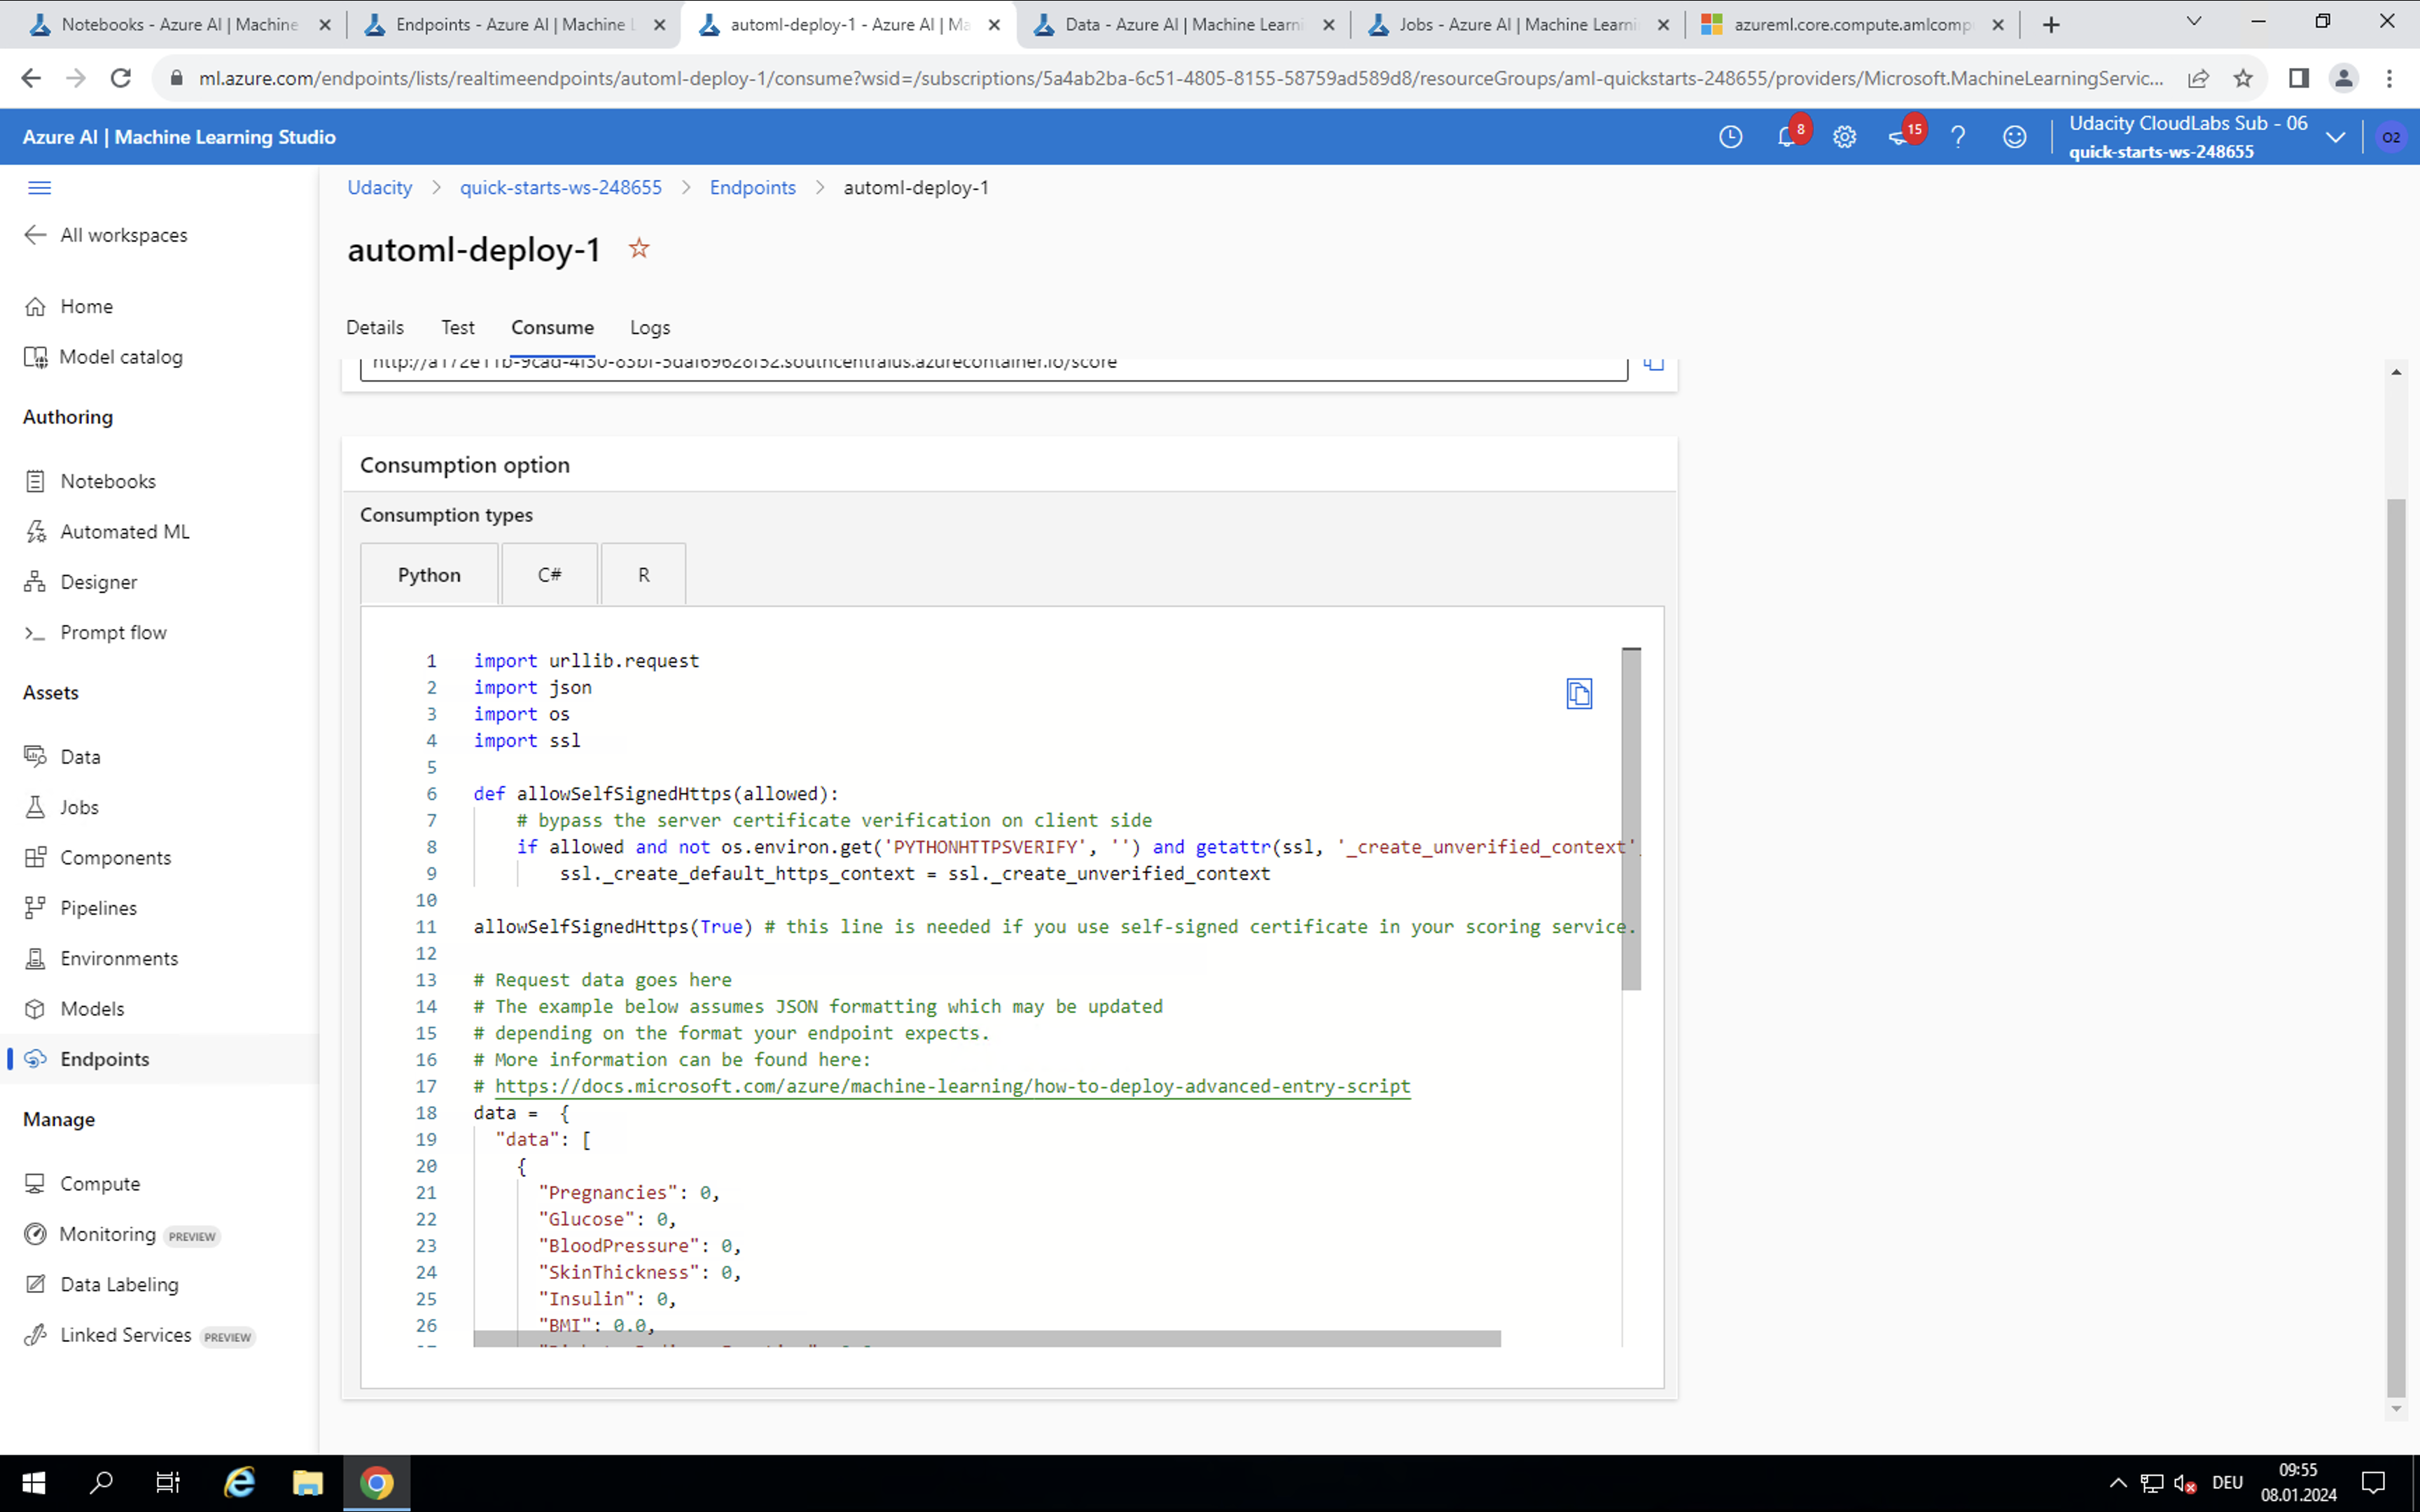 Notebooks - Azure AI | Machine
Endpoints - Azure AI | Machine L
automl-deploy-1 - Azure AI | Ma
Data - Azure AI | Machine Learni
Jobs - Azure AI | Machine Learni
azureml.core.compute.amlcomp
ml.azure.com/endpoints/lists/realtimeendpoints/automl-deploy-1/consume?wsid=/subscriptions/5a4ab2ba-6c51-4805-8155-58759ad589d8/resourceGroups/aml-quickstarts-248655/providers/Microsoft.MachineLearningServic...
Azure AI | Machine Learning Studio
8
15
Udacity CloudLabs Sub - 06
quick-starts-ws-248655
O2
Udacity > quick-starts-ws-248655 > Endpoints > automl-deploy-1
All workspaces
Home
Model catalog
Authoring
Notebooks
Automated ML
Designer
Prompt flow
Assets
Data
Jobs
Components
Pipelines
Environments
Models
Endpoints
Manage
Compute
Monitoring PREVIEW
Data Labeling
Linked Services PREVIEW
automl-deploy-1
Details Test Consume Logs
Consumption option
Consumption types
Python C# R
1 import urllib.request
2 import json
3 import os
4 import ssl
5
6 def allowSelfSignedHttps(allowed):
7 # bypass the server certificate verification on client side
8 if allowed and not os.environ.get('PYTHONHTTPSVERIFY', '') and getattr(ssl, '_create_unverified_context'
9 ssl._create_default_https_context = ssl._create_unverified_context
10
11 allowSelfSignedHttps(True) # this line is needed if you use self-signed certificate in your scoring service.
12
13 # Request data goes here
14 # The example below assumes JSON formatting which may be updated
15 # depending on the format your endpoint expects.
16 # More information can be found here:
17 # https://docs.microsoft.com/azure/machine-learning/how-to-deploy-advanced-entry-script
18 data = {
19 "data": [
20 {
21 "Pregnancies": 0,
22 "Glucose": 0,
23 "BloodPressure": 0,
24 "SkinThickness": 0,
25 "Insulin": 0,
26 "BMI": 0.0,
DEU
09:55
08.01.2024